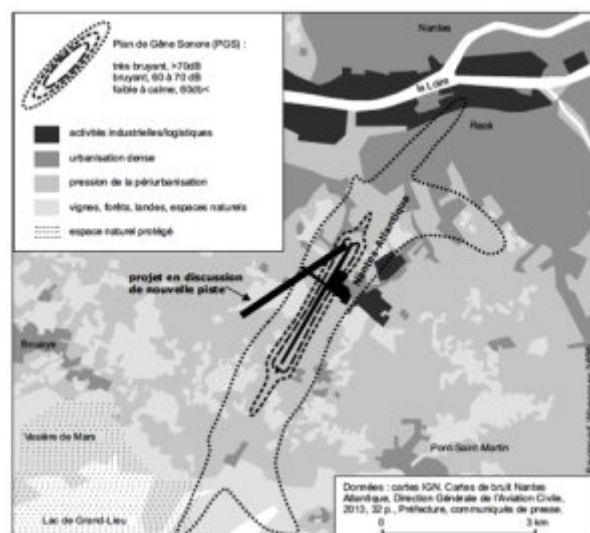 Plan de Gêne Sonore (PGS) :
très bruyant, >70dB
bruyant, 60 à 70 dB
faible à calme, 60db<
activités industrielles/logistiques
urbanisation dense
pression de la périurbanisation
vignes, forêts, landes, espaces naturels
espace naturel protégé
Nantes
la Loire
Rezé
Nantes-Atlantique
projet en discussion
de nouvelle piste
Bouaye
Vasière de Mars
Pont-Saint-Martin
Lac de Grand-Lieu
Données : cartes IGN. Cartes de bruit Nantes
Atlantique, Direction Générale de l'Aviation Civile,
2013, 32 p., Préfecture, communiqués de presse.
0 3 km